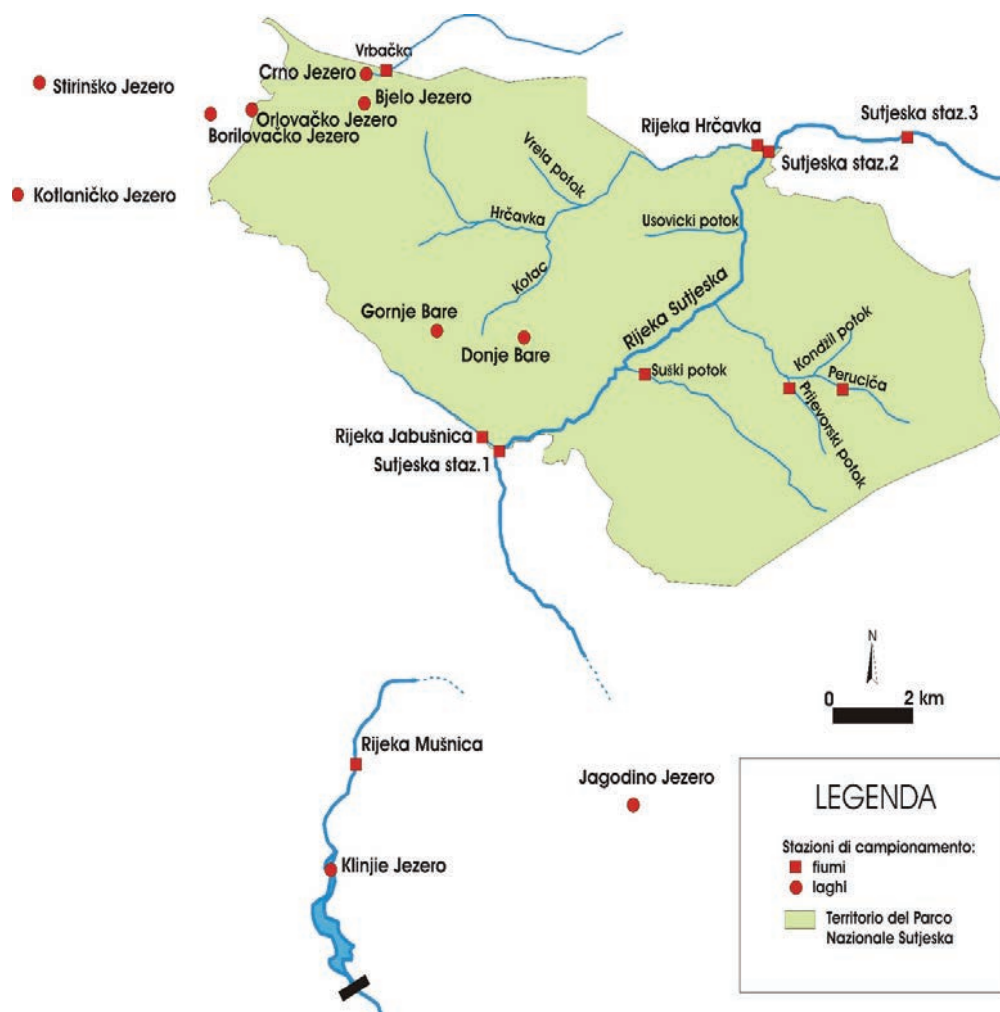 Vrbačka
Crno Jezero
Stirinško Jezero
Bjelo Jezero
Orlovačko Jezero
Borilovačko Jezero
Rijeka Hrčavka
Sutjeska staz.3
Sutjeska staz.2
Vrela potok
Kotlaničko Jezero
Hrčavka
Usovicki potok
Kotac
Rijeka Sutjeska
Gornje Bare
Donje Bare
Kondžil potok
Suški potok
Perucića
Prijevorski potok
Rijeka Jabušnica
Sutjeska staz.1
N
0 2 km
Rijeka Mušnica
Jagodino Jezero
Klinjie Jezero
LEGENDA
Stazioni di campionamento:
fiumi
laghi
Territorio del Parco
Nazionale Sutjeska